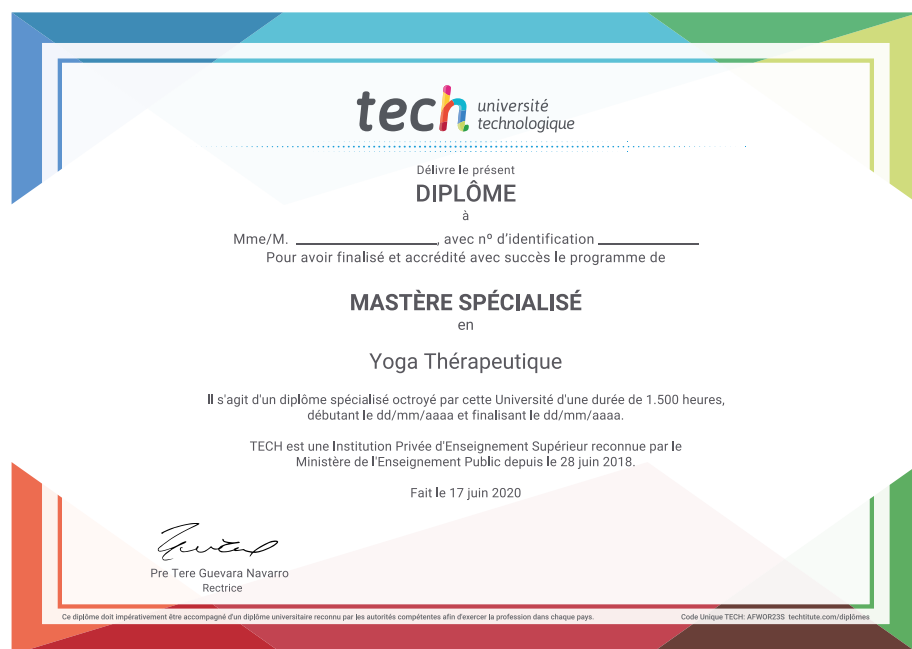 tech université
technologique
Délivre le présent
DIPLÔME
à
Mme/M. ____________________, avec nº d'identification ______________
Pour avoir finalisé et accrédité avec succès le programme de
MASTÈRE SPÉCIALISÉ
en
Yoga Thérapeutique
Il s'agit d'un diplôme spécialisé octroyé par cette Université d'une durée de 1.500 heures,
débutant le dd/mm/aaaa et finalisant le dd/mm/aaaa.
TECH est une Institution Privée d'Enseignement Supérieur reconnue par le
Ministère de l'Enseignement Public depuis le 28 juin 2018.
Fait le 17 juin 2020
Pre Tere Guevara Navarro
Rectrice
Ce diplôme doit impérativement être accompagné d'un diplôme universitaire reconnu par les autorités compétentes afin d'exercer la profession dans chaque pays.
Code Unique TECH: AFWOR23S techtitute.com/diplômes